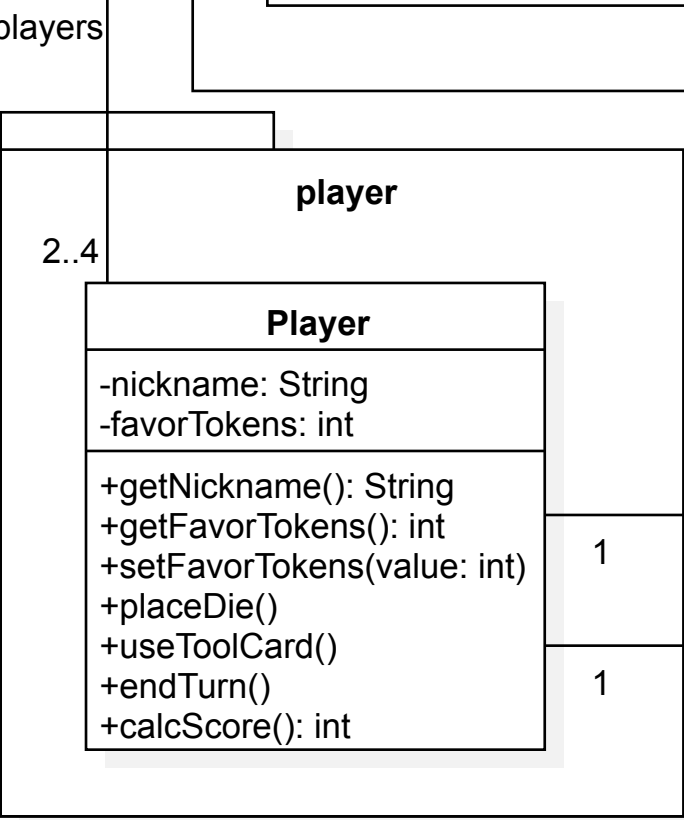 players
player
2..4
Player
-nickname: String
-favorTokens: int
+getNickname(): String
+getFavorTokens(): int
+setFavorTokens(value: int)
+placeDie()
+useToolCard()
+endTurn()
+calcScore(): int
1
1